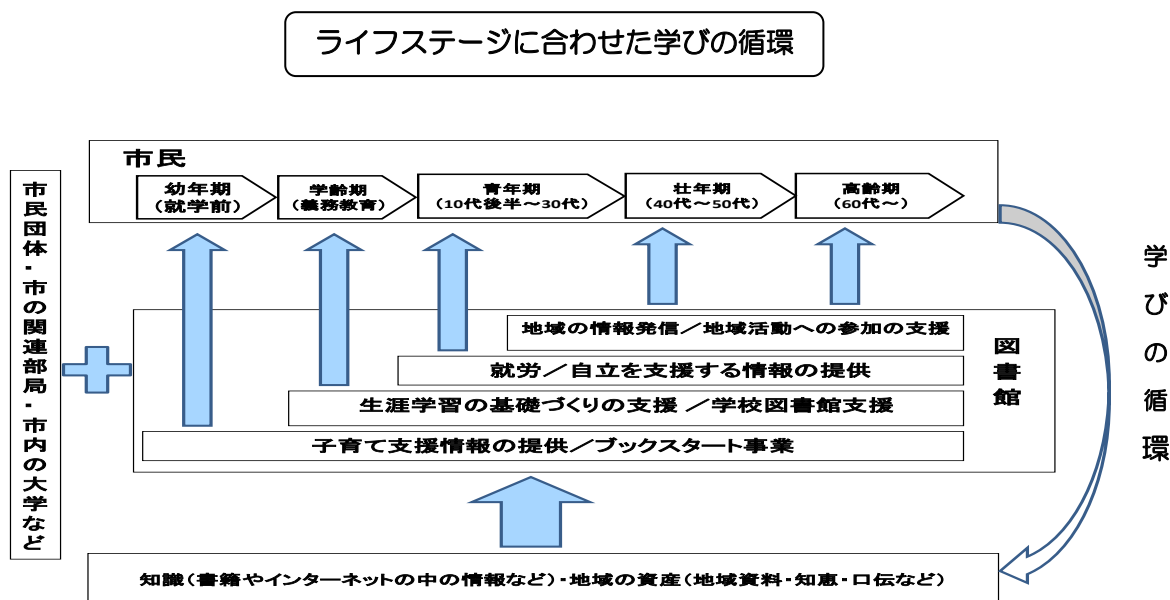 ライフステージに合わせた学びの循環
市民
幼年期
（就学前）
学齢期
（義務教育）
青年期
（10代後半～30代）
壮年期
（40代～50代）
高齢期
（60代～）
市民団体・市の関連部局・市内の大学など
地域の情報発信／地域活動への参加の支援
就労／自立を支援する情報の提供
生涯学習の基礎づくりの支援／学校図書館支援
子育て支援情報の提供／ブックスタート事業
図書館
学びの循環
知識（書籍やインターネットの中の情報など）・地域の資産（地域資料・知恵・口伝など）